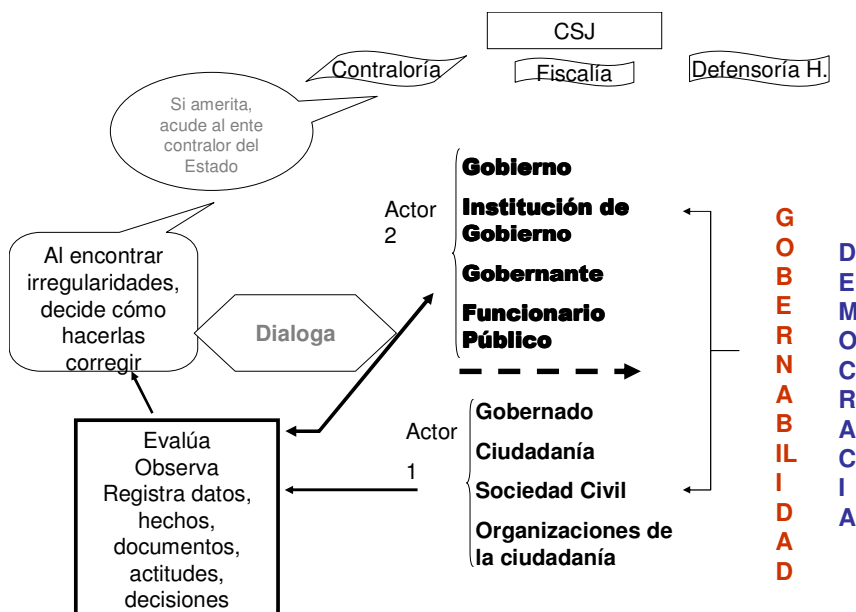 CSJ
Contraloría
Fiscalía
Defensoría H.
Si amerita,
acude al ente
contralor del
Estado
Al encontrar
irregularidades,
decide cómo
hacerlas
corregir
Dialoga
Evalúa
Observa
Registra datos,
hechos,
documentos,
actitudes,
decisiones
Actor
2
Gobierno
Institución de
Gobierno
Gobernante
Funcionario
Público
Actor
1
Gobernado
Ciudadanía
Sociedad Civil
Organizaciones de
la ciudadanía
G
O
B
E
R
N
A
B
IL
I
D
A
D
D
E
M
O
C
R
A
C
I
A